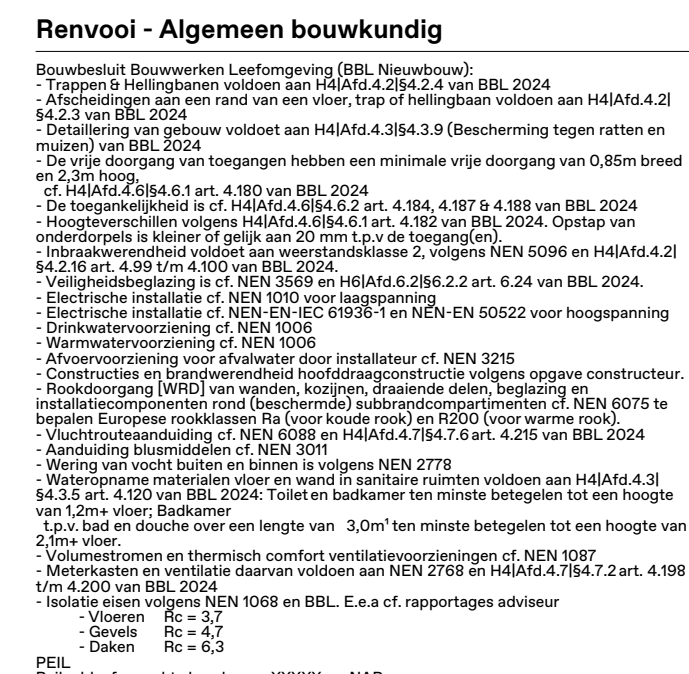 Renvooi - Algemeen bouwkundig
Bouwbesluit Bouwwerken Leefomgeving (BBL Nieuwbouw):
- Trappen & Hellingbanen voldoen aan H4|Afd.4.2|§4.2.4 van BBL 2024
- Afscheidingen aan een rand van een vloer, trap of hellingbaan voldoen aan H4|Afd.4.2|
§4.2.3 van BBL 2024
- Detaillering van gebouw voldoet aan H4|Afd.4.3|§4.3.9 (Bescherming tegen ratten en
muizen) van BBL 2024
- De vrije doorgang van toegangen hebben een minimale vrije doorgang van 0,85m breed
en 2,3m hoog,
cf. H4|Afd.4.6|§4.6.1 art. 4.180 van BBL 2024
- De toegankelijkheid is cf. H4|Afd.4.6|§4.6.2 art. 4.184, 4.187 & 4.188 van BBL 2024
- Hoogteverschillen volgens H4|Afd.4.6|§4.6.1 art. 4.182 van BBL 2024. Opstap van
onderdorpels is kleiner of gelijk aan 20 mm t.p.v de toegang(en).
- Inbraakwerendheid voldoet aan weerstandsklasse 2, volgens NEN 5096 en H4|Afd.4.2|
§4.2.16 art. 4.99 t/m 4.100 van BBL 2024.
- Veiligheidsbeglazing is cf. NEN 3569 en H6|Afd.6.2|§6.2.2 art. 6.24 van BBL 2024.
- Electrische installatie cf. NEN 1010 voor laagspanning
- Electrische installatie cf. NEN-EN-IEC 61936-1 en NEN-EN 50522 voor hoogspanning
- Drinkwatervoorziening cf. NEN 1006
- Warmwatervoorziening cf. NEN 1006
- Afvoervoorziening voor afvalwater door installateur cf. NEN 3215
- Constructies en brandwerendheid hoofddraagconstructie volgens opgave constructeur.
- Rookdoorgang [WRD] van wanden, kozijnen, draaiende delen, beglazing en
installatiecomponenten rond (beschermde) subbrandcompartimenten cf. NEN 6075 te
bepalen Europese rookklassen Ra (voor koude rook) en R200 (voor warme rook).
- Vluchtrouteaanduiding cf. NEN 6088 en H4|Afd.4.7|§4.7.6 art. 4.215 van BBL 2024
- Aanduiding blusmiddelen cf. NEN 3011
- Wering van vocht buiten en binnen is volgens NEN 2778
- Wateropname materialen vloer en wand in sanitaire ruimten voldoen aan H4|Afd.4.3|
§4.3.5 art. 4.120 van BBL 2024: Toilet en badkamer ten minste betegelen tot een hoogte
van 1,2m+ vloer; Badkamer
t.p.v. bad en douche over een lengte van 3,0m¹ ten minste betegelen tot een hoogte van
2,1m+ vloer.
- Volumestromen en thermisch comfort ventilatievoorzieningen cf. NEN 1087
- Meterkasten en ventilatie daarvan voldoen aan NEN 2768 en H4|Afd.4.7|§4.7.2 art. 4.198
t/m 4.200 van BBL 2024
- Isolatie eisen volgens NEN 1068 en BBL. E.e.a cf. rapportages adviseur
- Vloeren Rc = 3,7
- Gevels Rc = 4,7
- Daken Rc = 6,3
PEIL